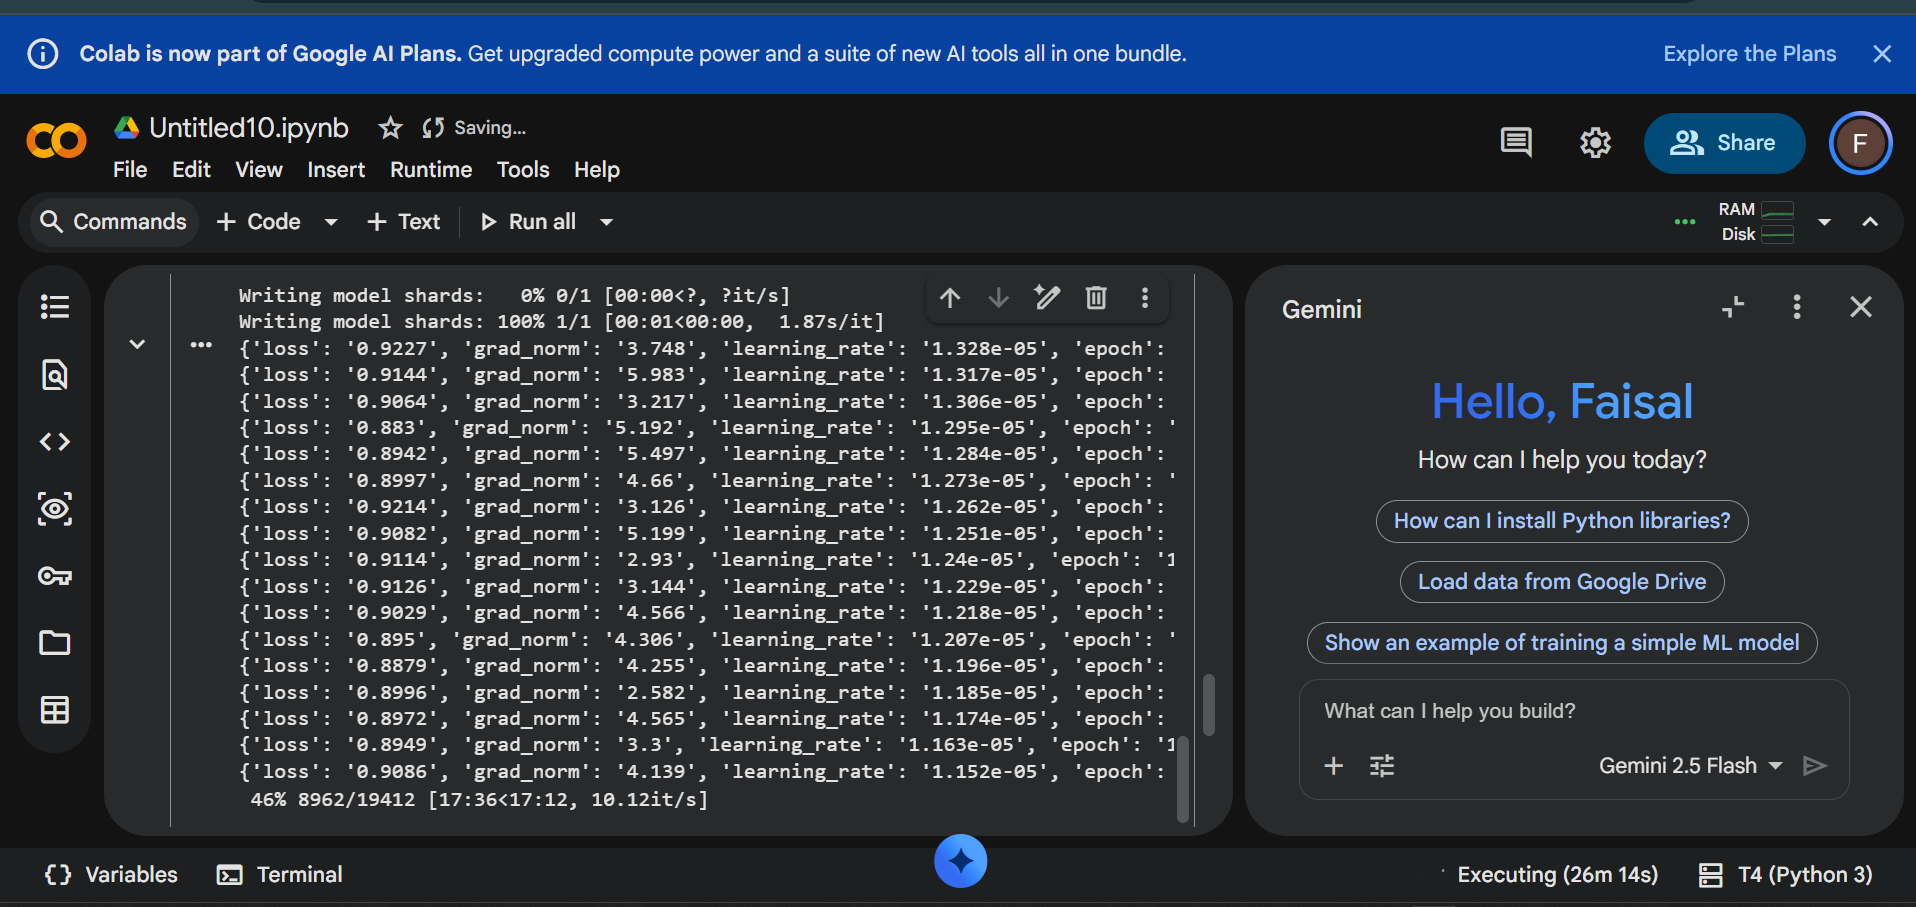 Colab is now part of Google AI Plans. Get upgraded compute power and a suite of new AI tools all in one bundle.
Explore the Plans
Untitled10.ipynb
Saving...
File Edit View Insert Runtime Tools Help
Share
F
Commands + Code + Text Run all
RAM
Disk
Writing model shards:   0% 0/1 [00:00<?, ?it/s]
Writing model shards: 100% 1/1 [00:01<00:00,  1.87s/it]
{'loss': '0.9227', 'grad_norm': '3.748', 'learning_rate': '1.328e-05', 'epoch':
{'loss': '0.9144', 'grad_norm': '5.983', 'learning_rate': '1.317e-05', 'epoch':
{'loss': '0.9064', 'grad_norm': '3.217', 'learning_rate': '1.306e-05', 'epoch':
{'loss': '0.883', 'grad_norm': '5.192', 'learning_rate': '1.295e-05', 'epoch': '
{'loss': '0.8942', 'grad_norm': '5.497', 'learning_rate': '1.284e-05', 'epoch':
{'loss': '0.8997', 'grad_norm': '4.66', 'learning_rate': '1.273e-05', 'epoch': '
{'loss': '0.9214', 'grad_norm': '3.126', 'learning_rate': '1.262e-05', 'epoch':
{'loss': '0.9082', 'grad_norm': '5.199', 'learning_rate': '1.251e-05', 'epoch':
{'loss': '0.9114', 'grad_norm': '2.93', 'learning_rate': '1.24e-05', 'epoch': '1
{'loss': '0.9126', 'grad_norm': '3.144', 'learning_rate': '1.229e-05', 'epoch':
{'loss': '0.9029', 'grad_norm': '4.566', 'learning_rate': '1.218e-05', 'epoch':
{'loss': '0.895', 'grad_norm': '4.306', 'learning_rate': '1.207e-05', 'epoch': '
{'loss': '0.8879', 'grad_norm': '4.255', 'learning_rate': '1.196e-05', 'epoch':
{'loss': '0.8996', 'grad_norm': '2.582', 'learning_rate': '1.185e-05', 'epoch':
{'loss': '0.8972', 'grad_norm': '4.565', 'learning_rate': '1.174e-05', 'epoch':
{'loss': '0.8949', 'grad_norm': '3.3', 'learning_rate': '1.163e-05', 'epoch': '1
{'loss': '0.9086', 'grad_norm': '4.139', 'learning_rate': '1.152e-05', 'epoch':
46% 8962/19412 [17:36<17:12, 10.12it/s]
Gemini
Hello, Faisal
How can I help you today?
How can I install Python libraries?
Load data from Google Drive
Show an example of training a simple ML model
What can I help you build?
Gemini 2.5 Flash
Variables
Terminal
Executing (26m 14s)
T4 (Python 3)